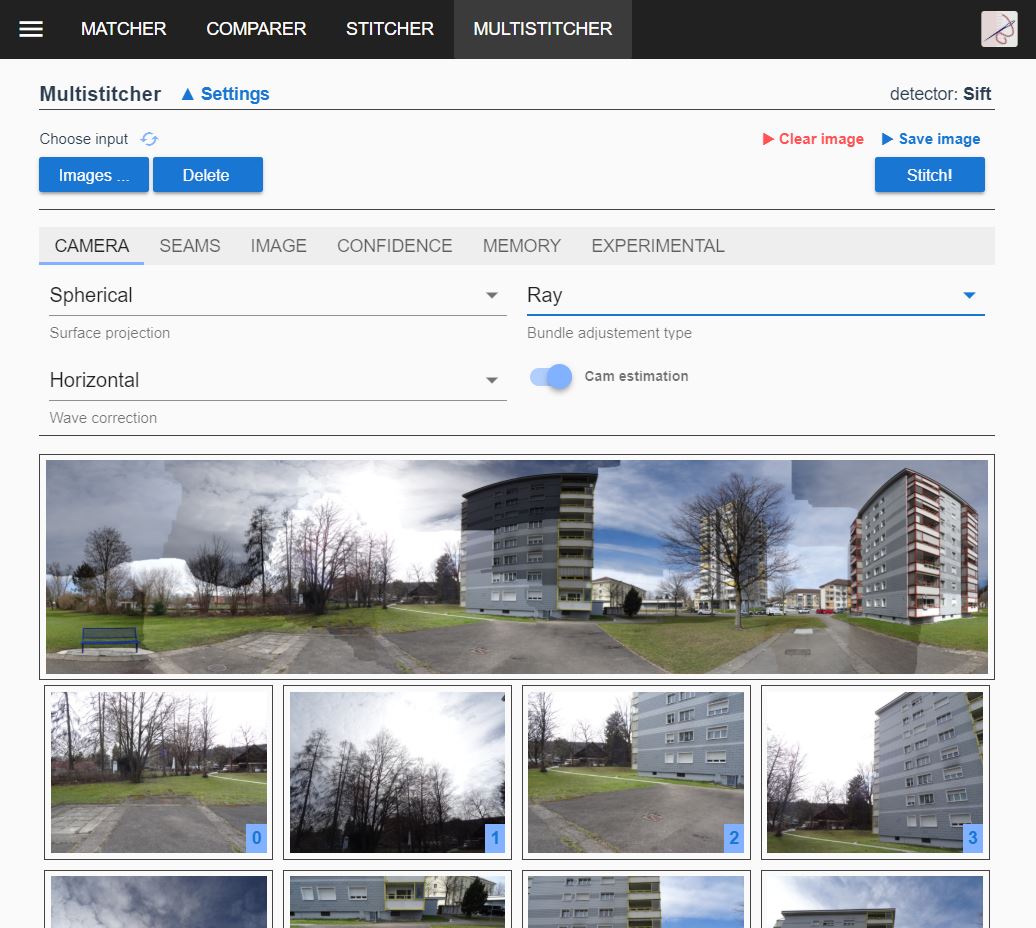 MATCHER COMPARER STITCHER MULTISTITCHER
Multistitcher ▲ Settings detector: Sift
Choose input ▶ Clear image ▶ Save image
Images ... Delete Stitch!
CAMERA SEAMS IMAGE CONFIDENCE MEMORY EXPERIMENTAL
Spherical Ray
Surface projection Bundle adjustement type
Horizontal Cam estimation
Wave correction
0 1 2 3